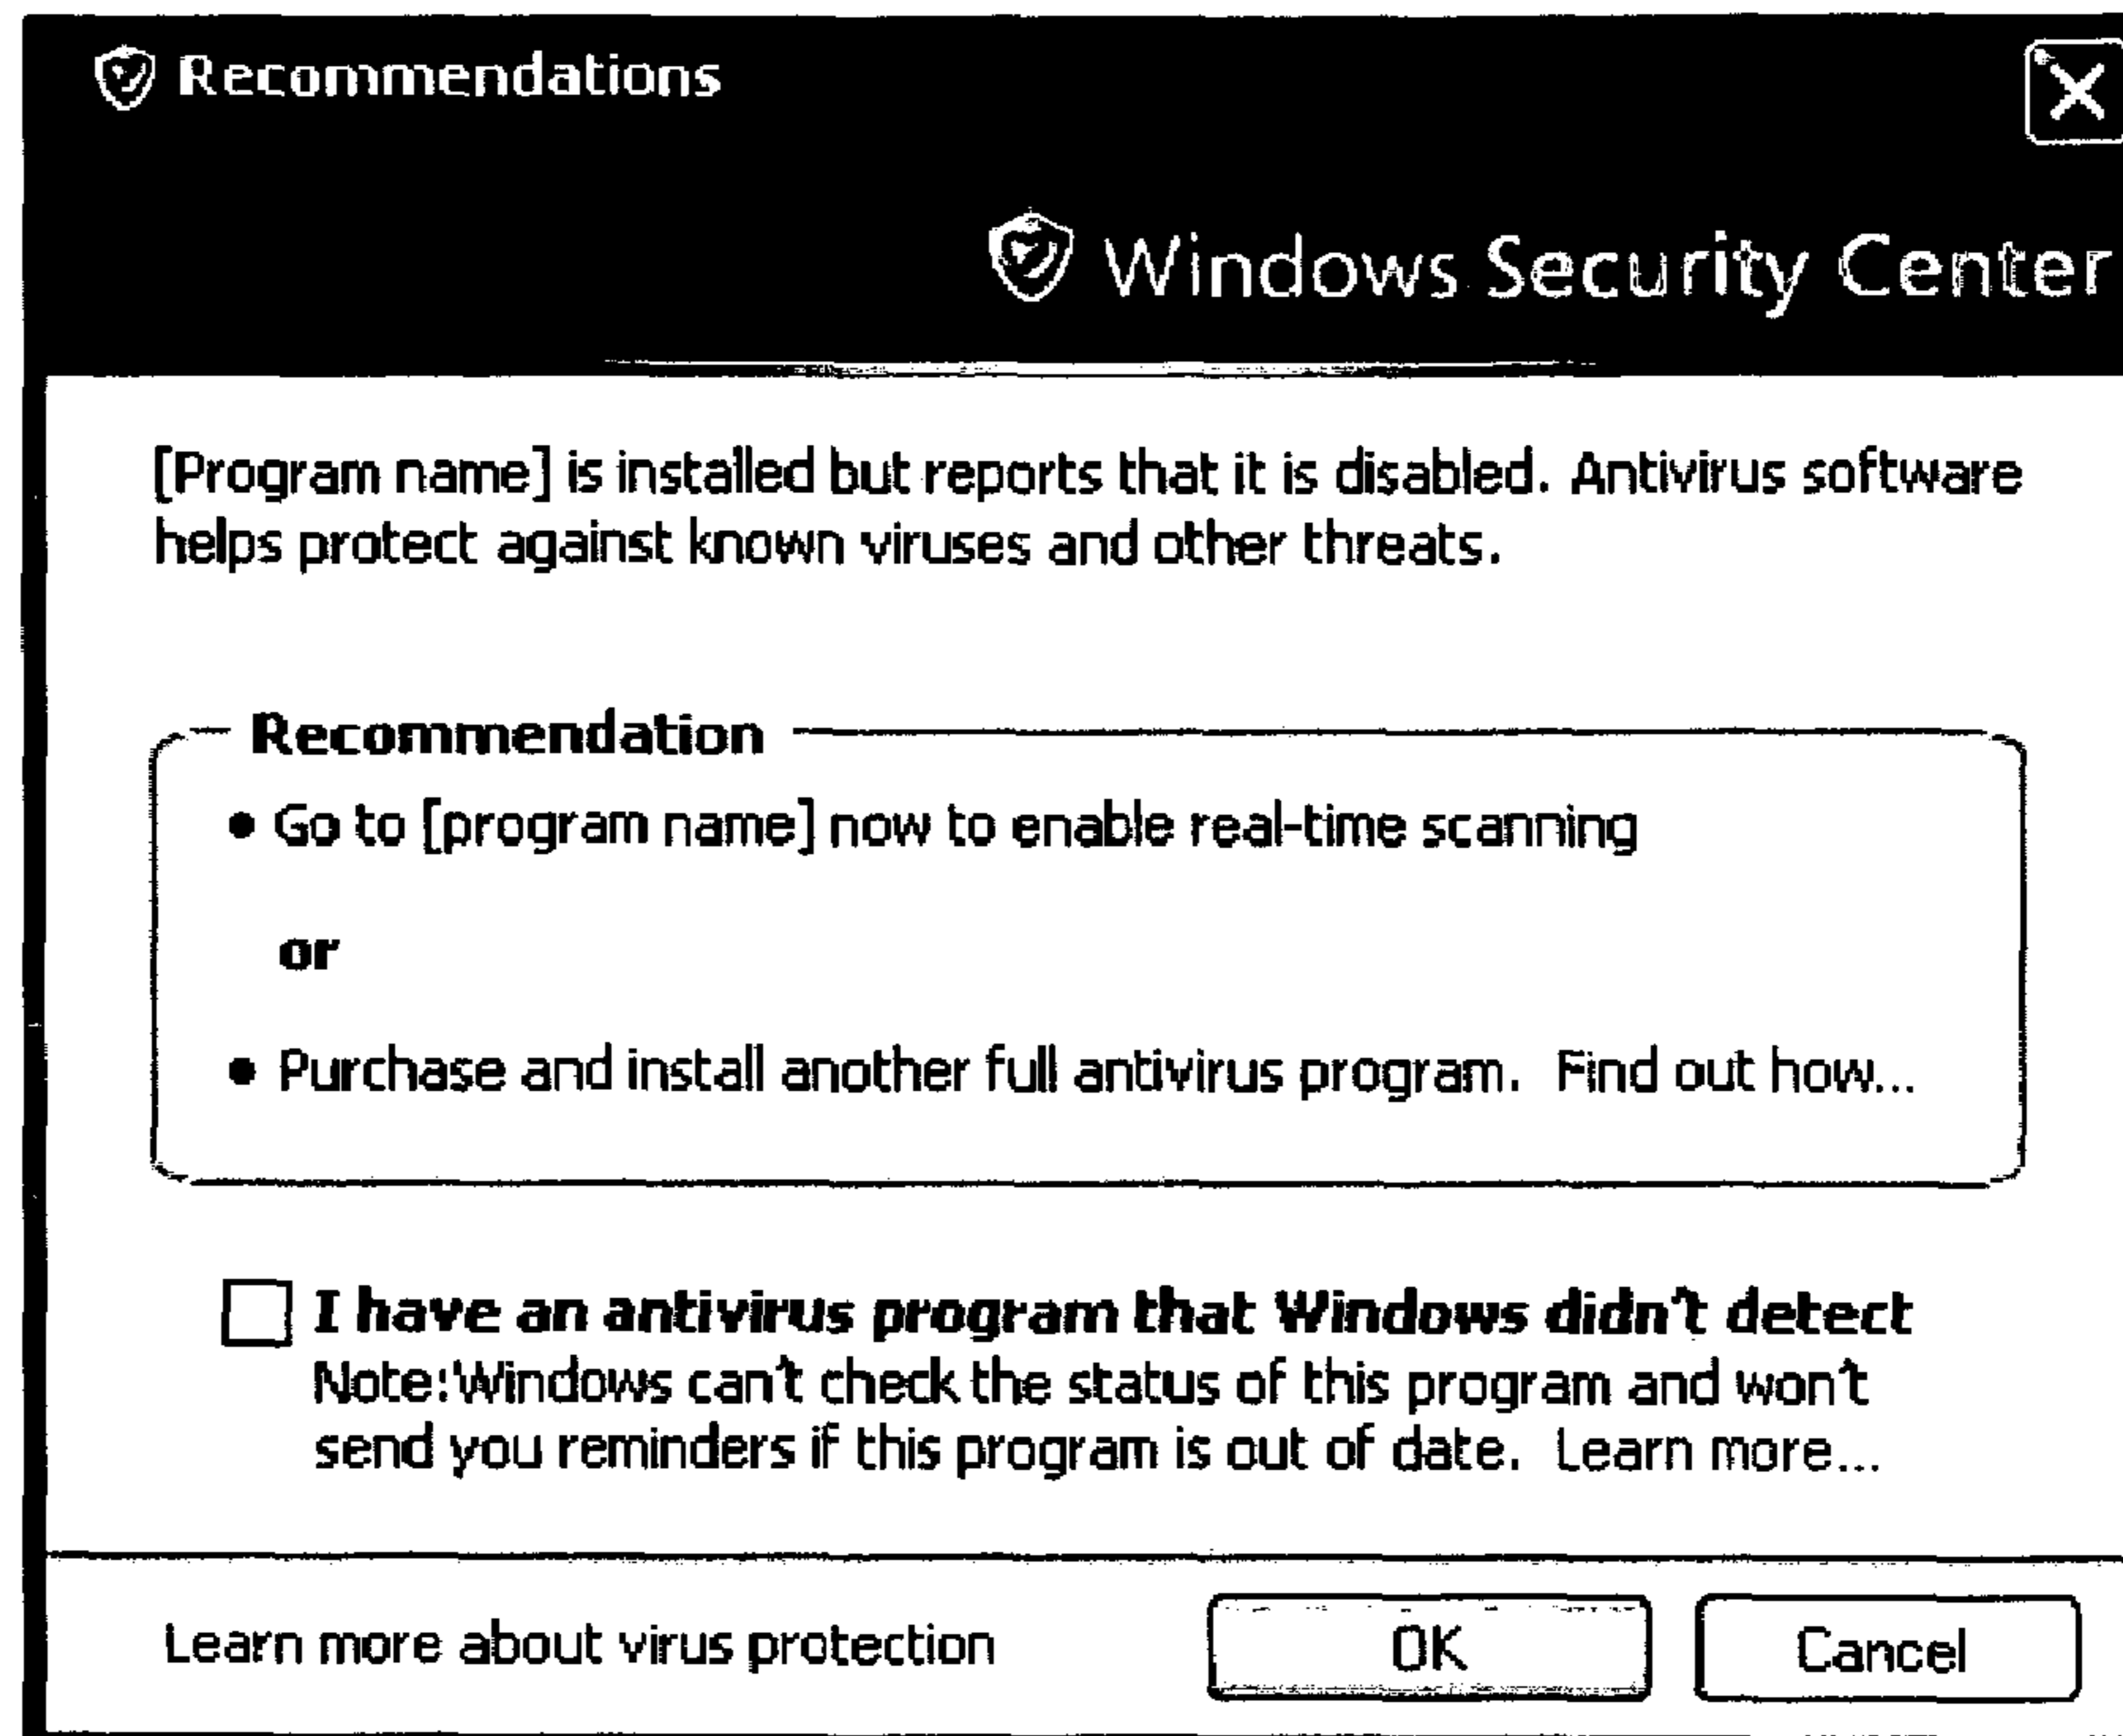 Recommendations
Windows Security Center
[Program name] is installed but reports that it is disabled. Antivirus software
helps protect against known viruses and other threats.
Recommendation
• Go to [program name] now to enable real-time scanning
or
• Purchase and install another full antivirus program. Find out how...
I have an antivirus program that Windows didn't detect
Note:Windows can't check the status of this program and won't
send you reminders if this program is out of date. Learn more...
Learn more about virus protection
OK
Cancel